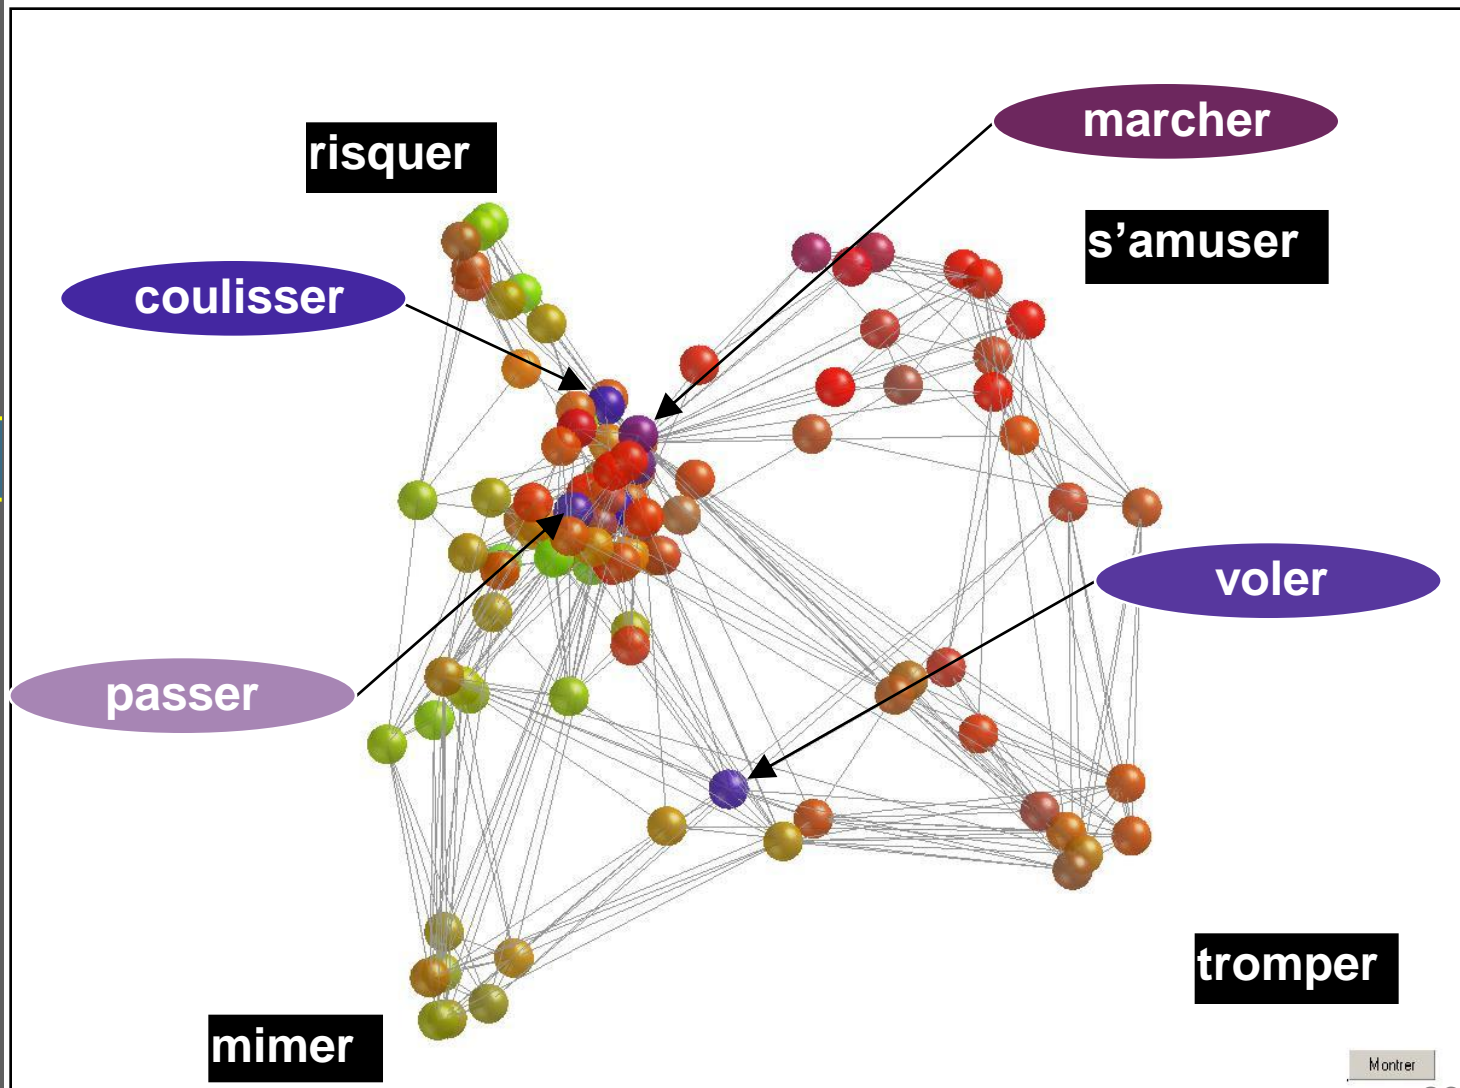 marcher
risquer
s'amuser
coulisser
voler
passer
tromper
mimer
Montrer